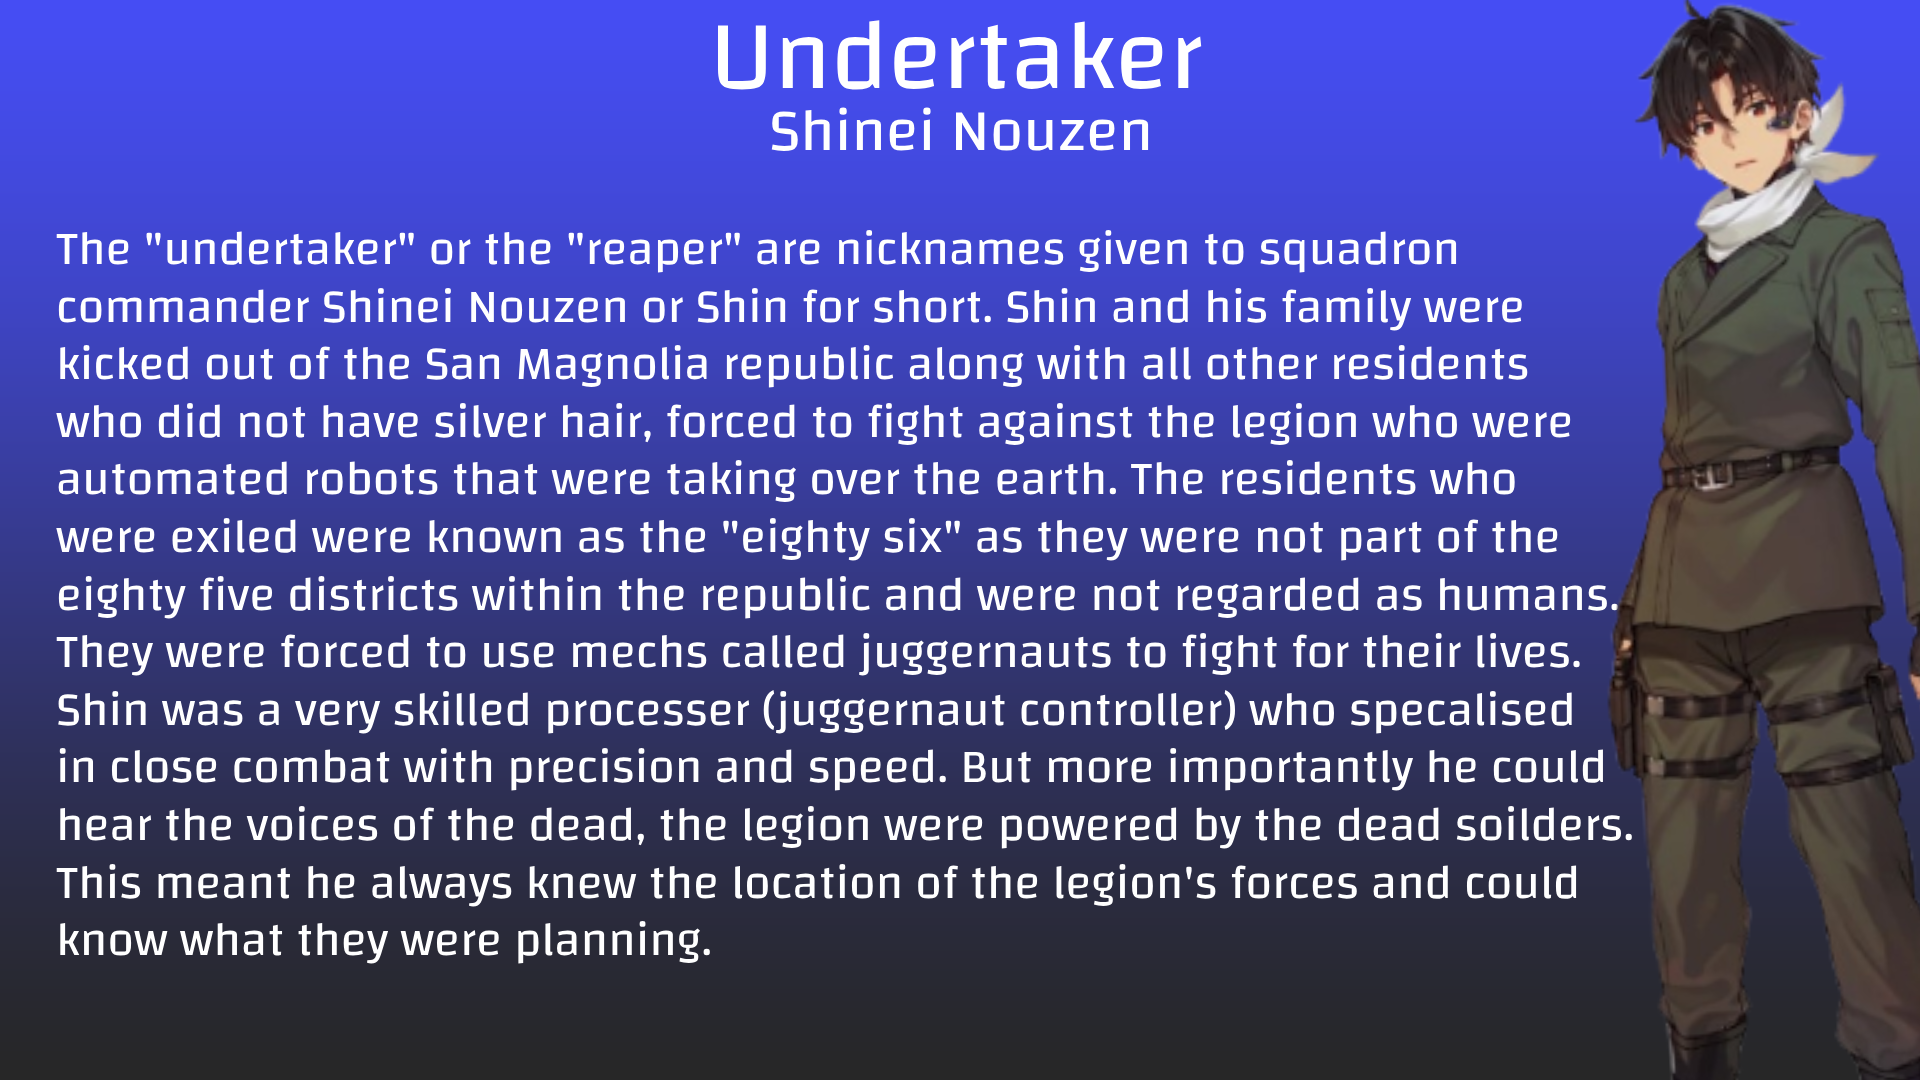 Undertaker
Shinei Nouzen
The "undertaker" or the "reaper" are nicknames given to squadron
commander Shinei Nouzen or Shin for short. Shin and his family were
kicked out of the San Magnolia republic along with all other residents
who did not have silver hair, forced to fight against the legion who were
automated robots that were taking over the earth. The residents who
were exiled were known as the "eighty six" as they were not part of the
eighty five districts within the republic and were not regarded as humans.
They were forced to use mechs called juggernauts to fight for their lives.
Shin was a very skilled processer (juggernaut controller) who specalised
in close combat with precision and speed. But more importantly he could
hear the voices of the dead, the legion were powered by the dead soilders.
This meant he always knew the location of the legion's forces and could
know what they were planning.